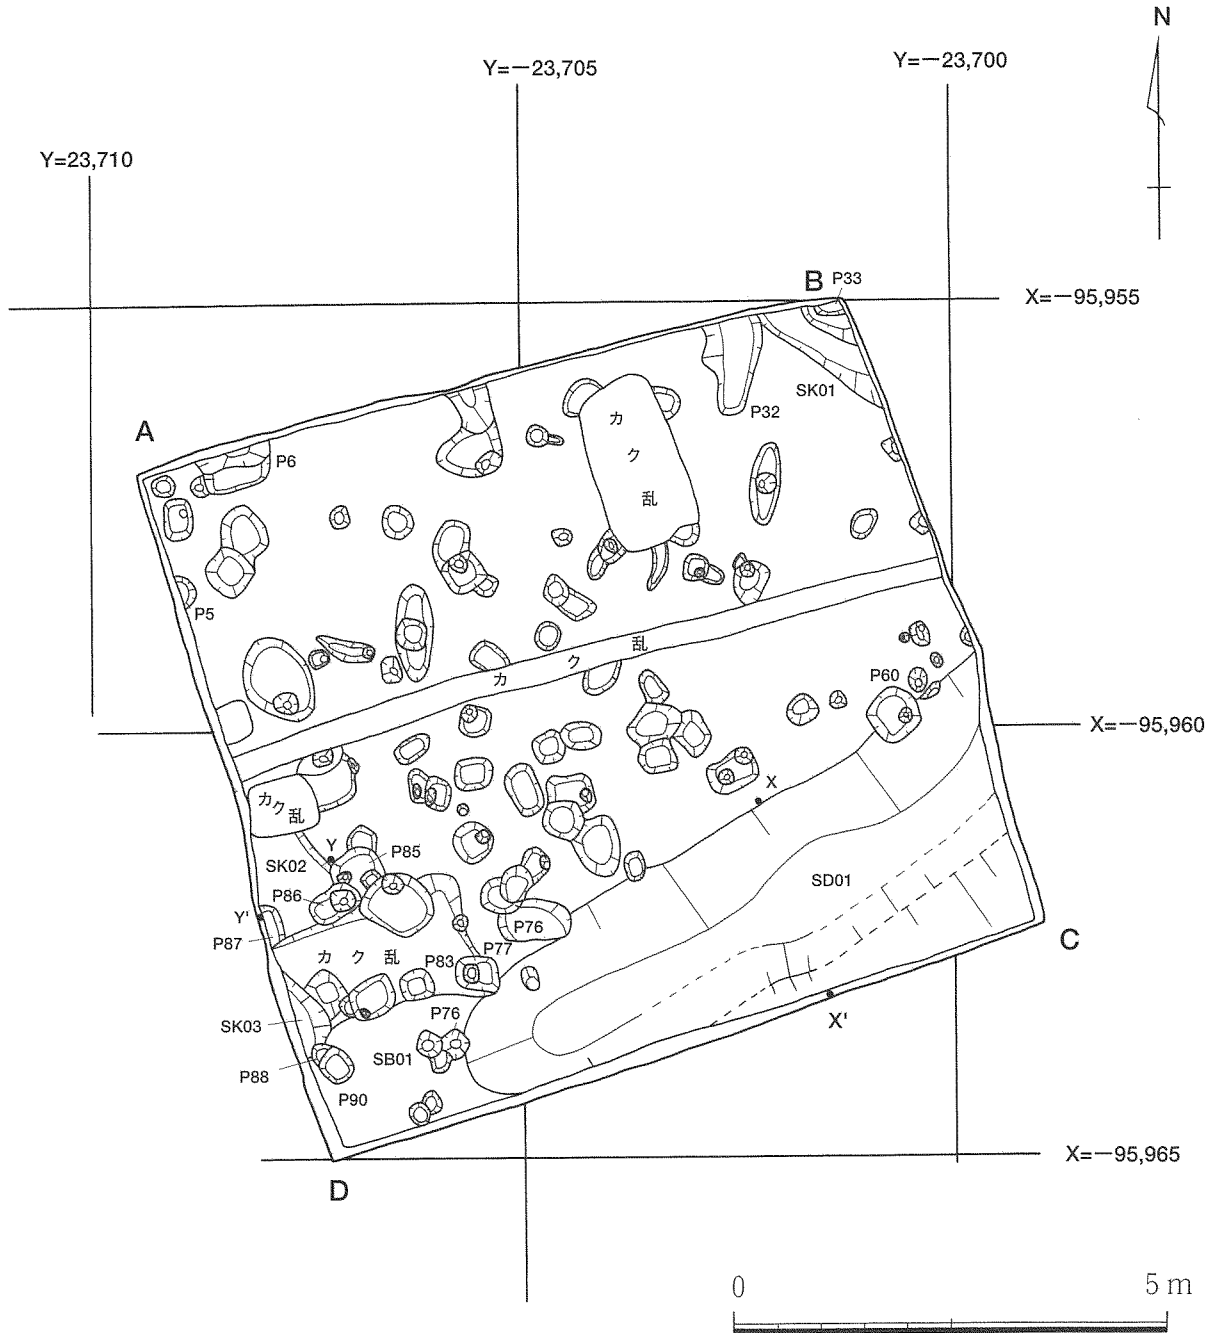 N
Y=−23,705
Y=−23,700
Y=23,710
B
P33
X=−95,955
SK01
カク乱
P32
A
P6
P5
カク乱
P60
X=−95,960
カク乱
X
Y
P85
SK02
P86
SD01
Y'
P87
P76
C
カク乱
P83
P77
SK03
P76
X'
SB01
P88
P90
X=−95,965
D
0
5 m